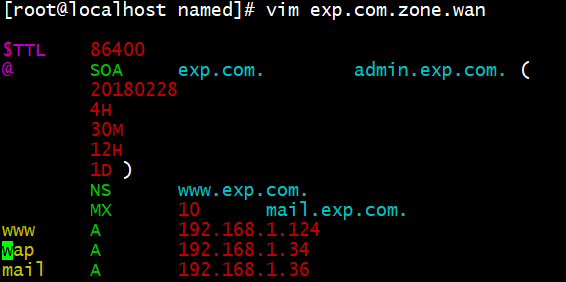 [root@localhost named]# vim exp.com.zone.wan
$TTL 86400
@ SOA exp.com. admin.exp.com. (
20180228
4H
30M
12H
1D )
NS www.exp.com.
MX 10 mail.exp.com.
www A 192.168.1.124
wap A 192.168.1.34
mail A 192.168.1.36